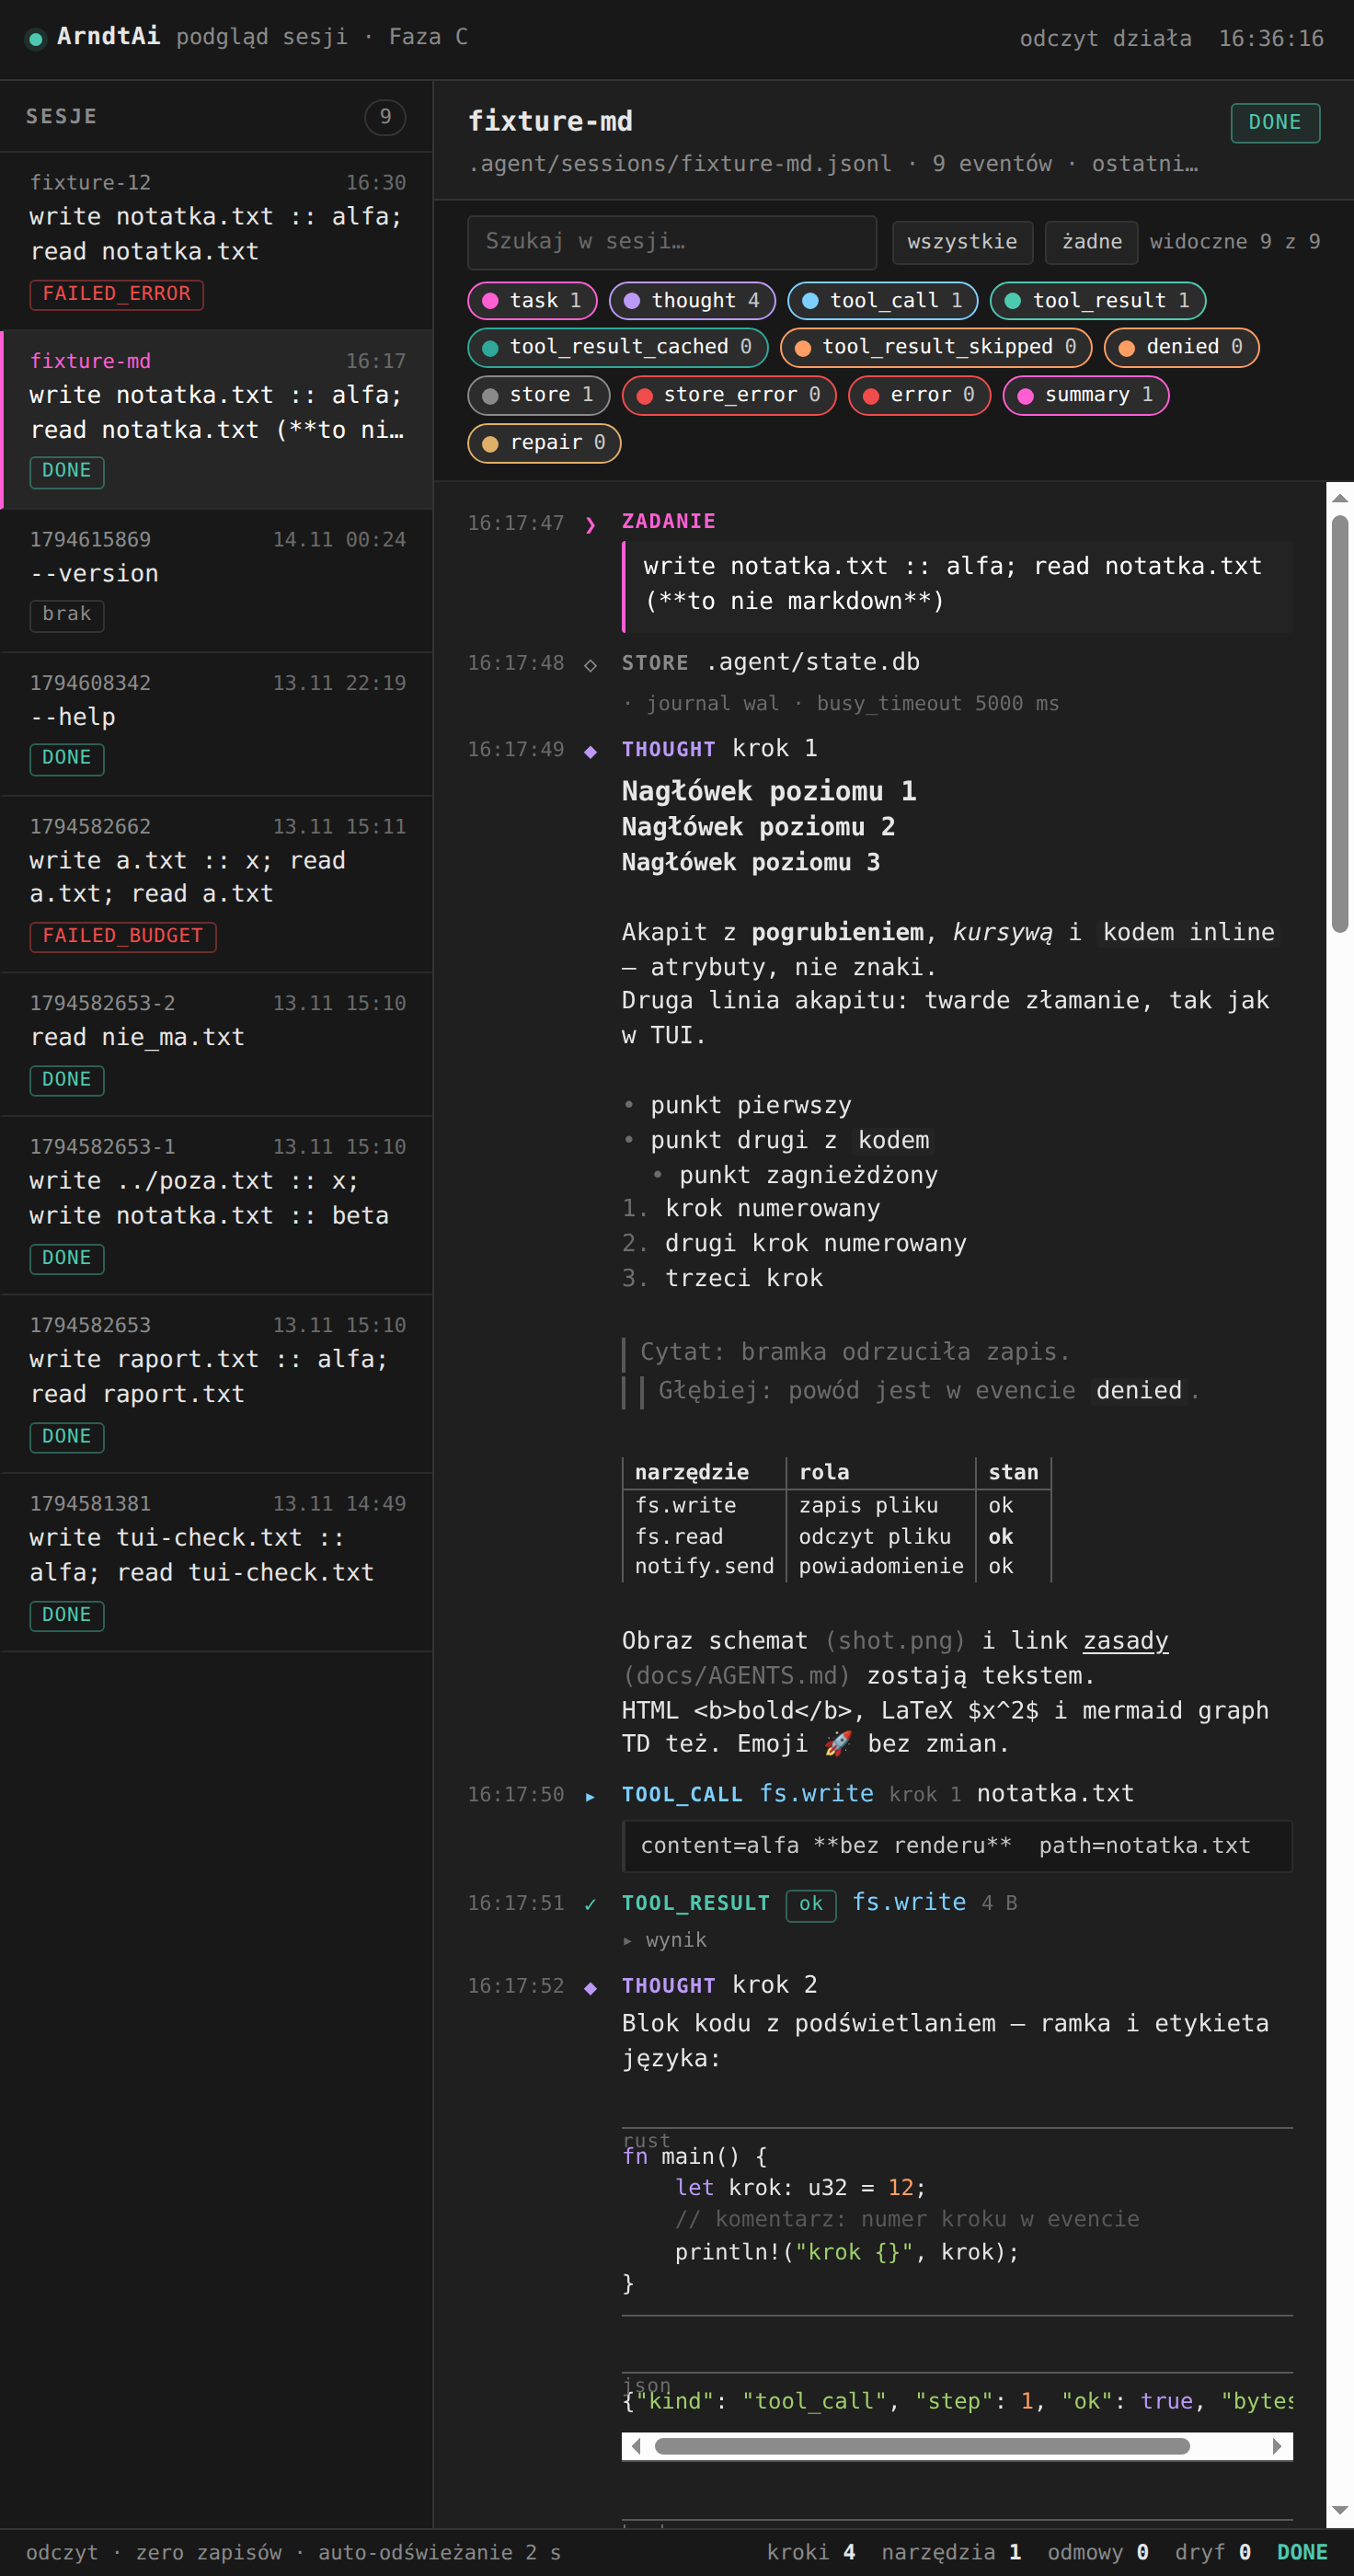 ArndtAi podgląd sesji · Faza C
odczyt działa 16:36:16
SESJE 9
fixture-12 16:30
write notatka.txt :: alfa;
read notatka.txt
FAILED_ERROR
fixture-md 16:17
write notatka.txt :: alfa;
read notatka.txt (**to ni…
DONE
1794615869 14.11 00:24
--version
brak
1794608342 13.11 22:19
--help
DONE
1794582662 13.11 15:11
write a.txt :: x; read
a.txt; read a.txt
FAILED_BUDGET
1794582653-2 13.11 15:10
read nie_ma.txt
DONE
1794582653-1 13.11 15:10
write ../poza.txt :: x;
write notatka.txt :: beta
DONE
1794582653 13.11 15:10
write raport.txt :: alfa;
read raport.txt
DONE
1794581381 13.11 14:49
write tui-check.txt ::
alfa; read tui-check.txt
DONE
fixture-md DONE
.agent/sessions/fixture-md.jsonl · 9 eventów · ostatni…
Szukaj w sesji… wszystkie żadne widoczne 9 z 9
task 1 thought 4 tool_call 1 tool_result 1
tool_result_cached 0 tool_result_skipped 0 denied 0
store 1 store_error 0 error 0 summary 1
repair 0
16:17:47 ❯ ZADANIE
write notatka.txt :: alfa; read notatka.txt
(**to nie markdown**)
16:17:48 ◇ STORE .agent/state.db
· journal wal · busy_timeout 5000 ms
16:17:49 ◆ THOUGHT krok 1
Nagłówek poziomu 1
Nagłówek poziomu 2
Nagłówek poziomu 3
Akapit z pogrubieniem, kursywą i kodem inline
— atrybuty, nie znaki.
Druga linia akapitu: twarde złamanie, tak jak
w TUI.
• punkt pierwszy
• punkt drugi z kodem
• punkt zagnieżdżony
1. krok numerowany
2. drugi krok numerowany
3. trzeci krok
Cytat: bramka odrzuciła zapis.
Głębiej: powód jest w evencie denied.
narzędzie rola stan
fs.write zapis pliku ok
fs.read odczyt pliku ok
notify.send powiadomienie ok
Obraz schemat (shot.png) i link zasady
(docs/AGENTS.md) zostają tekstem.
HTML <b>bold</b>, LaTeX $x^2$ i mermaid graph
TD też. Emoji 🚀 bez zmian.
16:17:50 ▸ TOOL_CALL fs.write krok 1 notatka.txt
content=alfa **bez renderu**  path=notatka.txt
16:17:51 ✓ TOOL_RESULT ok fs.write 4 B
▸ wynik
16:17:52 ◆ THOUGHT krok 2
Blok kodu z podświetlaniem — ramka i etykieta
języka:
rust
fn main() {
    let krok: u32 = 12;
    // komentarz: numer kroku w evencie
    println!("krok {}", krok);
}
json
{"kind": "tool_call", "step": 1, "ok": true, "bytes
odczyt · zero zapisów · auto-odświeżanie 2 s
kroki 4 narzędzia 1 odmowy 0 dryf 0 DONE